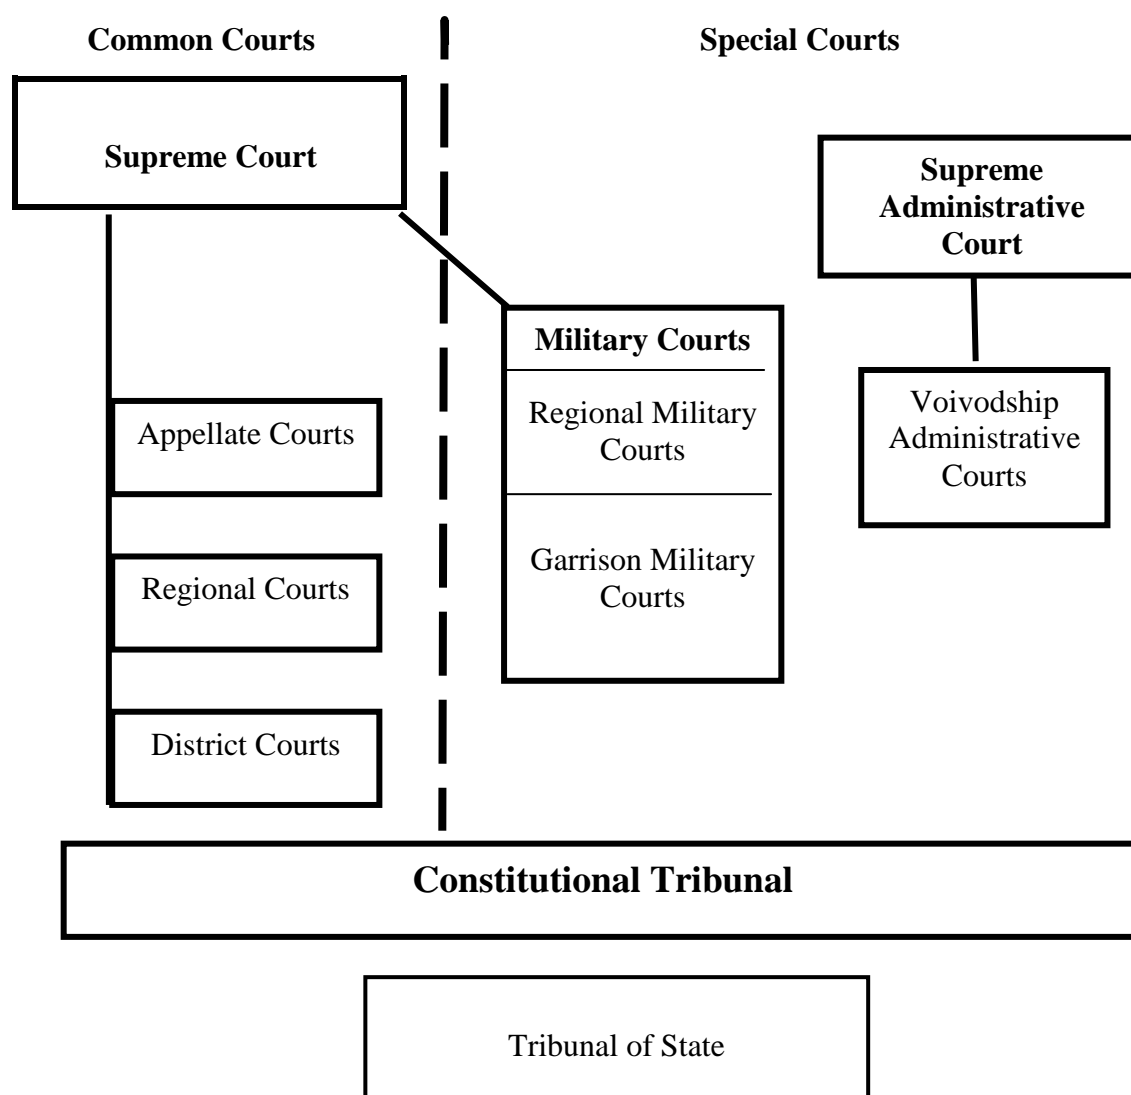 Common Courts
Special Courts
Supreme Court
Supreme
Administrative
Court
Military Courts
Regional Military
Courts
Garrison Military
Courts
Voivodship
Administrative
Courts
Appellate Courts
Regional Courts
District Courts
Constitutional Tribunal
Tribunal of State